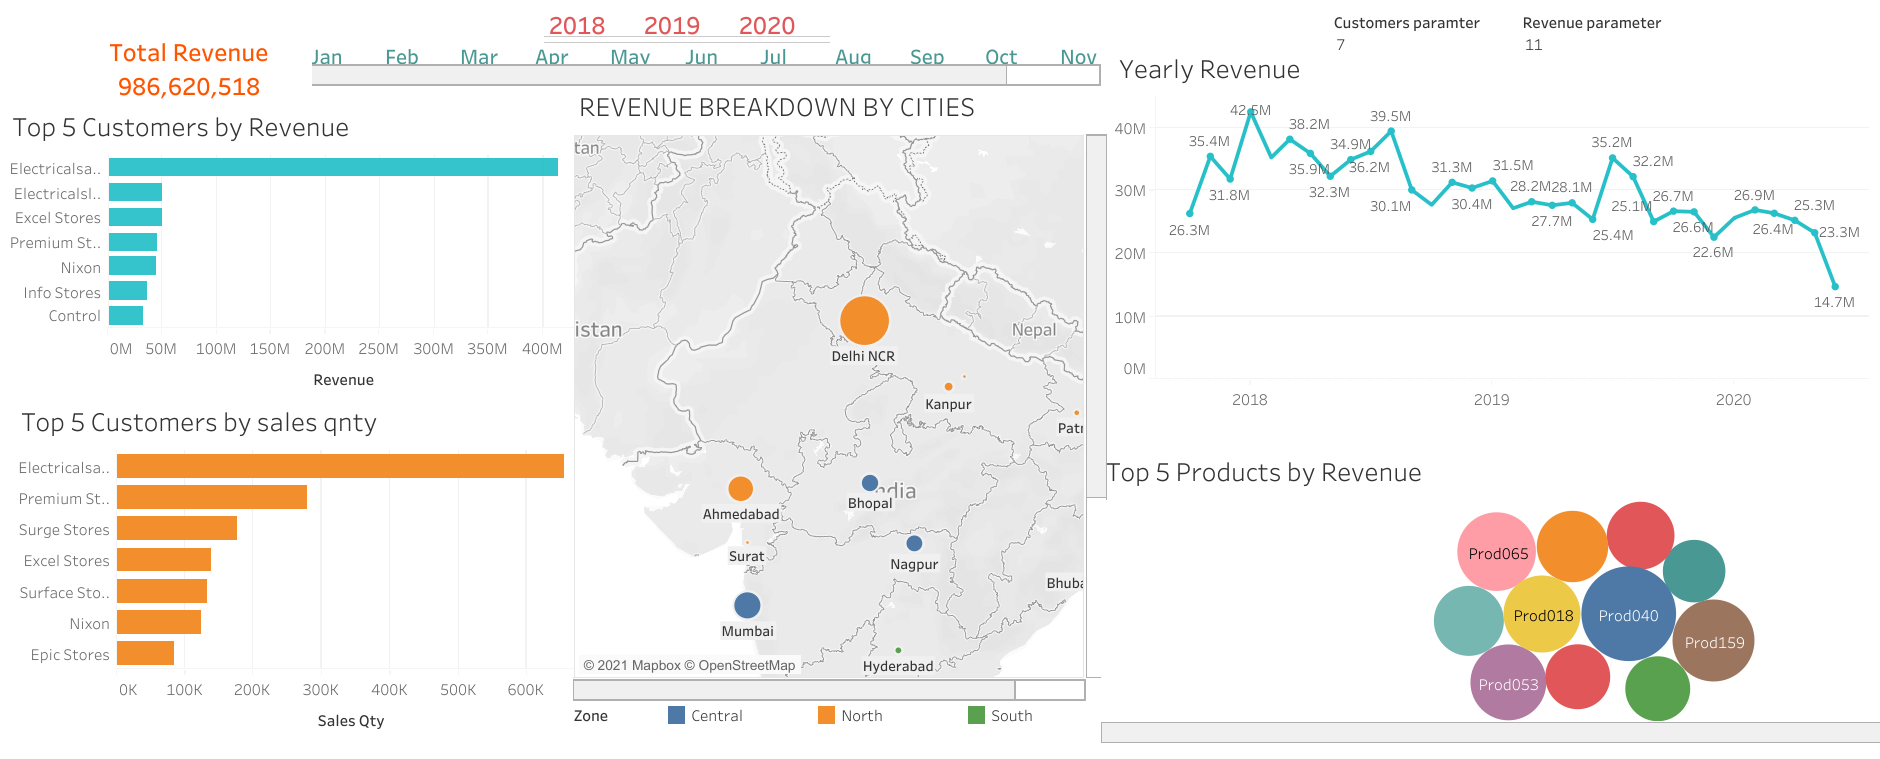 2018 2019 2020
Jan Feb Mar Apr May Jun Jul Aug Sep Oct Nov
Total Revenue
986,620,518
Top 5 Customers by Revenue
Electricalsa..
Electricalsl..
Excel Stores
Premium St..
Nixon
Info Stores
Control
0M 50M 100M 150M 200M 250M 300M 350M 400M
Revenue
Top 5 Customers by sales qnty
Electricalsa..
Premium St..
Surge Stores
Excel Stores
Surface Sto..
Nixon
Epic Stores
0K 100K 200K 300K 400K 500K 600K
Sales Qty
REVENUE BREAKDOWN BY CITIES
tan
istan
Nepal
Delhi NCR
Kanpur
Patn
Ahmedabad
Bhopal
India
Surat
Nagpur
Bhuba
Mumbai
Hyderabad
© 2021 Mapbox © OpenStreetMap
Zone Central North South
Customers paramter Revenue parameter
7 11
Yearly Revenue
40M
30M
20M
10M
0M
26.3M
35.4M
31.8M
42.5M
38.2M
35.9M
32.3M
34.9M
36.2M
39.5M
30.1M
31.3M
30.4M
31.5M
28.2M
27.7M
28.1M
25.4M
35.2M
32.2M
25.1M
26.7M
26.6M
22.6M
26.9M
26.4M
25.3M
23.3M
14.7M
2018 2019 2020
Top 5 Products by Revenue
Prod065
Prod018
Prod040
Prod159
Prod053